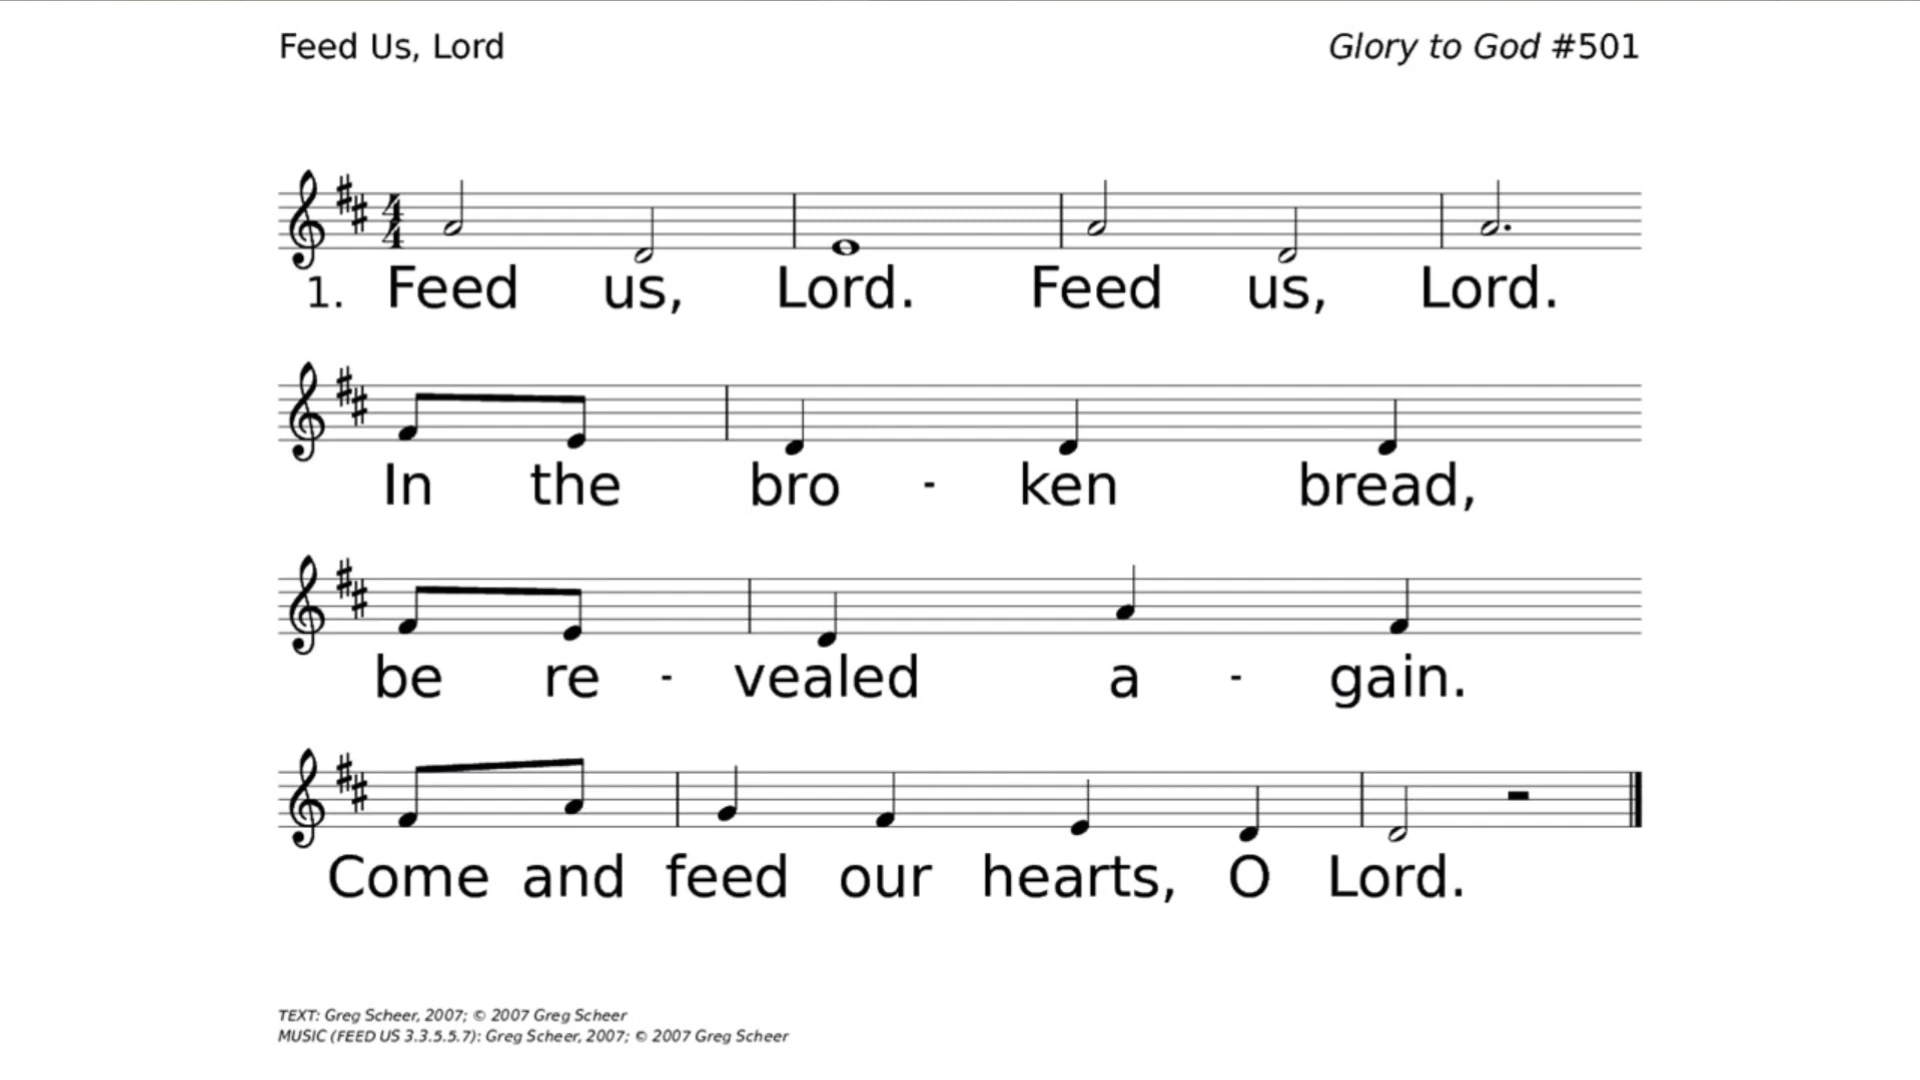 Feed Us, Lord Glory to God #501
1. Feed us, Lord. Feed us, Lord.
In the bro - ken bread,
be re - vealed a - gain.
Come and feed our hearts, O Lord.
TEXT: Greg Scheer, 2007; © 2007 Greg Scheer
MUSIC (FEED US 3.3.5.5.7): Greg Scheer, 2007; © 2007 Greg Scheer